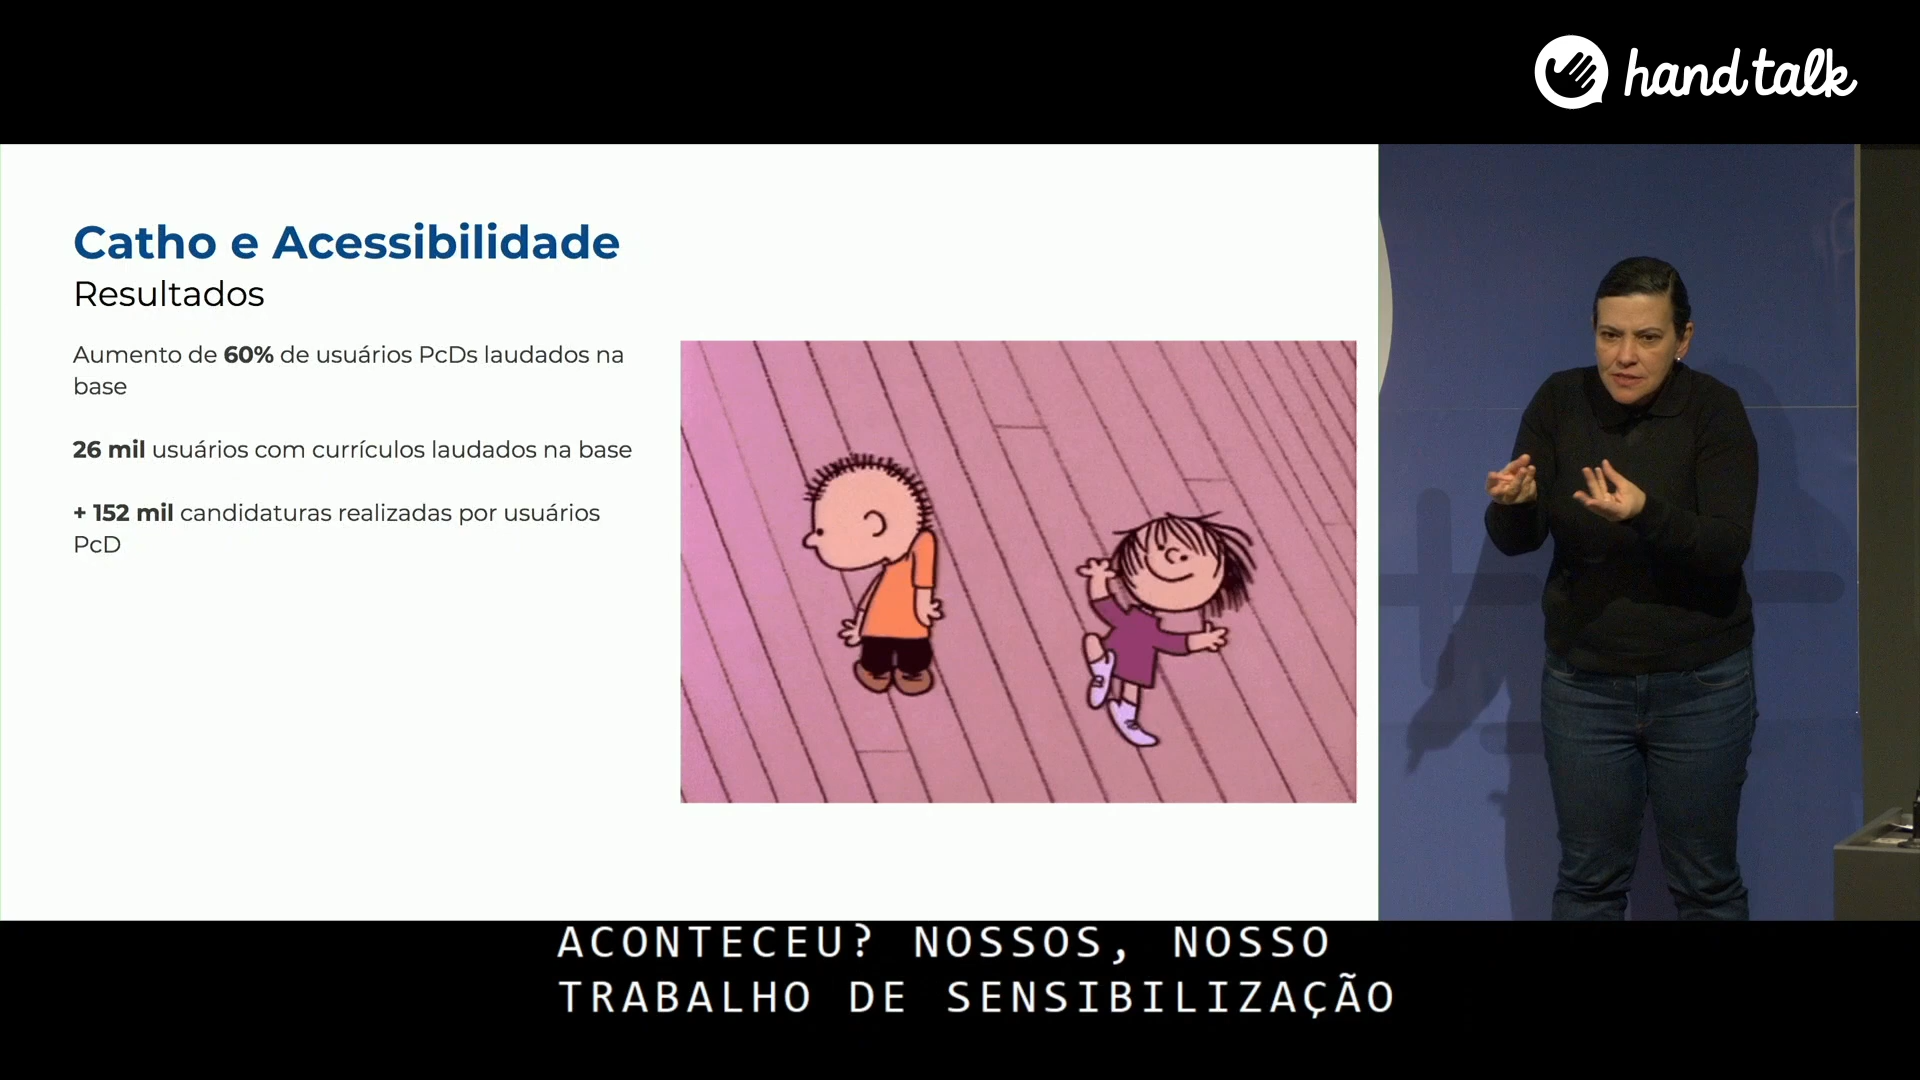 hand talk
Catho e Acessibilidade
Resultados
Aumento de 60% de usuários PcDs laudados na
base
26 mil usuários com currículos laudados na base
+ 152 mil candidaturas realizadas por usuários
PcD
ACONTECEU? NOSSOS, NOSSO
TRABALHO DE SENSIBILIZAÇÃO